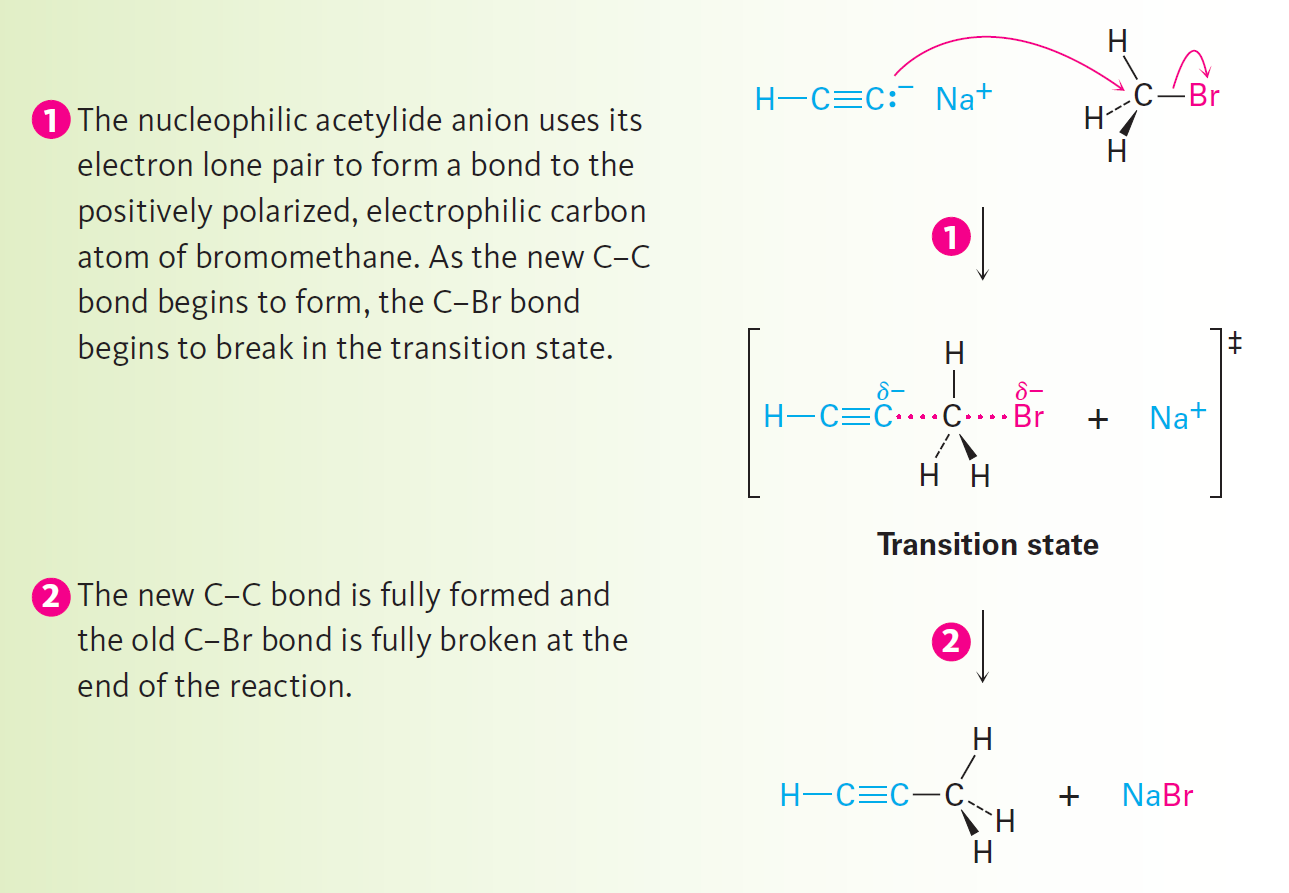 1 The nucleophilic acetylide anion uses its
electron lone pair to form a bond to the
positively polarized, electrophilic carbon
atom of bromomethane. As the new C–C
bond begins to form, the C–Br bond
begins to break in the transition state.
H
H—C≡C:⁻ Na⁺ C—Br
H
H
1
H
δ− δ−
[H—C≡C····C····Br + Na⁺]‡
H H
Transition state
2 The new C–C bond is fully formed and
the old C–Br bond is fully broken at the
end of the reaction.
2
H
H—C≡C—C + NaBr
H
H